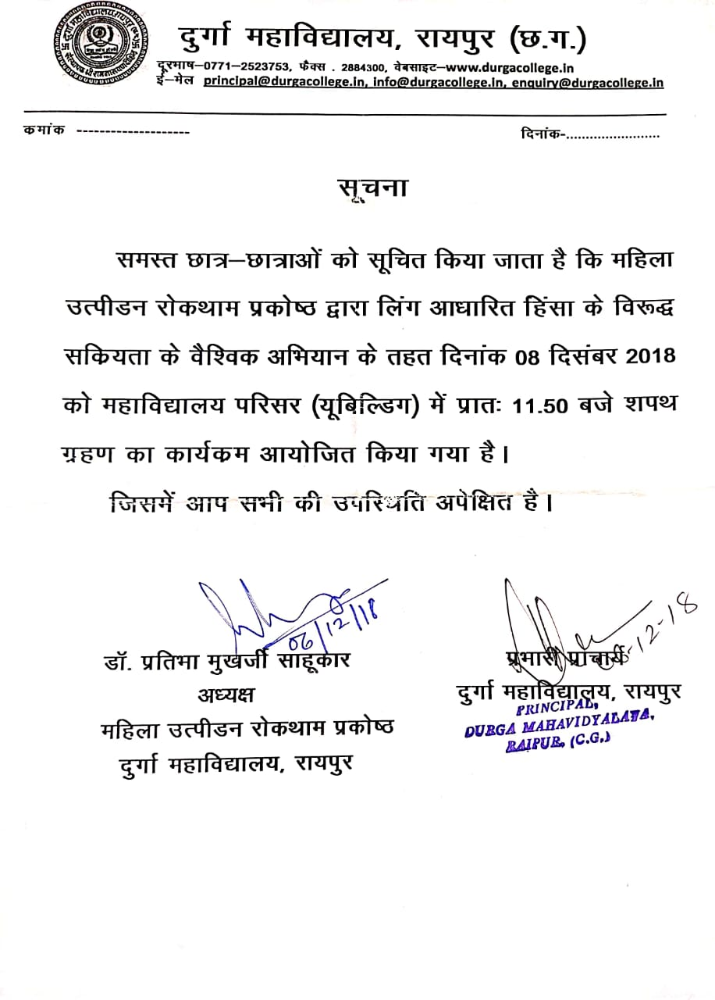 दुर्गा महाविद्यालय, रायपुर (छ.ग.)
दूरभाष–0771–2523753, फैक्स . 2884300, वेबसाइट–www.durgacollege.in
ई–मेल principal@durgacollege.in, info@durgacollege.in, enquiry@durgacollege.in
कमांक --------------------
दिनांक-........................
सूचना
समस्त छात्र–छात्राओं को सूचित किया जाता है कि महिला
उत्पीडन रोकथाम प्रकोष्ठ द्वारा लिंग आधारित हिंसा के विरूद्ध
सकियता के वैश्विक अभियान के तहत दिनांक 08 दिसंबर 2018
को महाविद्यालय परिसर (यूबिल्डिग) में प्रातः 11.50 बजे शपथ
ग्रहण का कार्यकम आयोजित किया गया है।
जिसमें आप सभी की उपस्थिति अपेक्षित है।
06/12/18
-12-18
डॉ. प्रतिभा मुखर्जी साहूकार
अध्यक्ष
महिला उत्पीडन रोकथाम प्रकोष्ठ
दुर्गा महाविद्यालय, रायपुर
प्रभारी प्राचार्य
दुर्गा महाविद्यालय, रायपुर
PRINCIPAL,
DURGA MAHAVIDYALAYA,
RAIPUR, (C.G.)